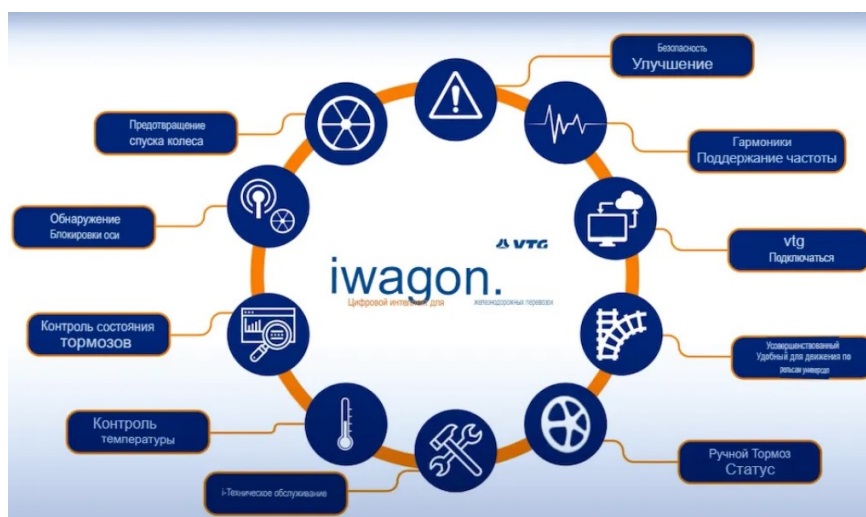 Безопасность
Улучшение
Предотвращение
спуска колеса
Гармоники
Поддержание частоты
Обнаружение
Блокировки оси
vtg
Подключаться
VTG
iwagon.
Цифровой для железнодорожных перевозок
Контроль состояния
тормозов
Усовершенствованный
Удобный для движения по
рельсам
Контроль
температуры
Ручной Тормоз
Статус
i-Техническое обслуживание